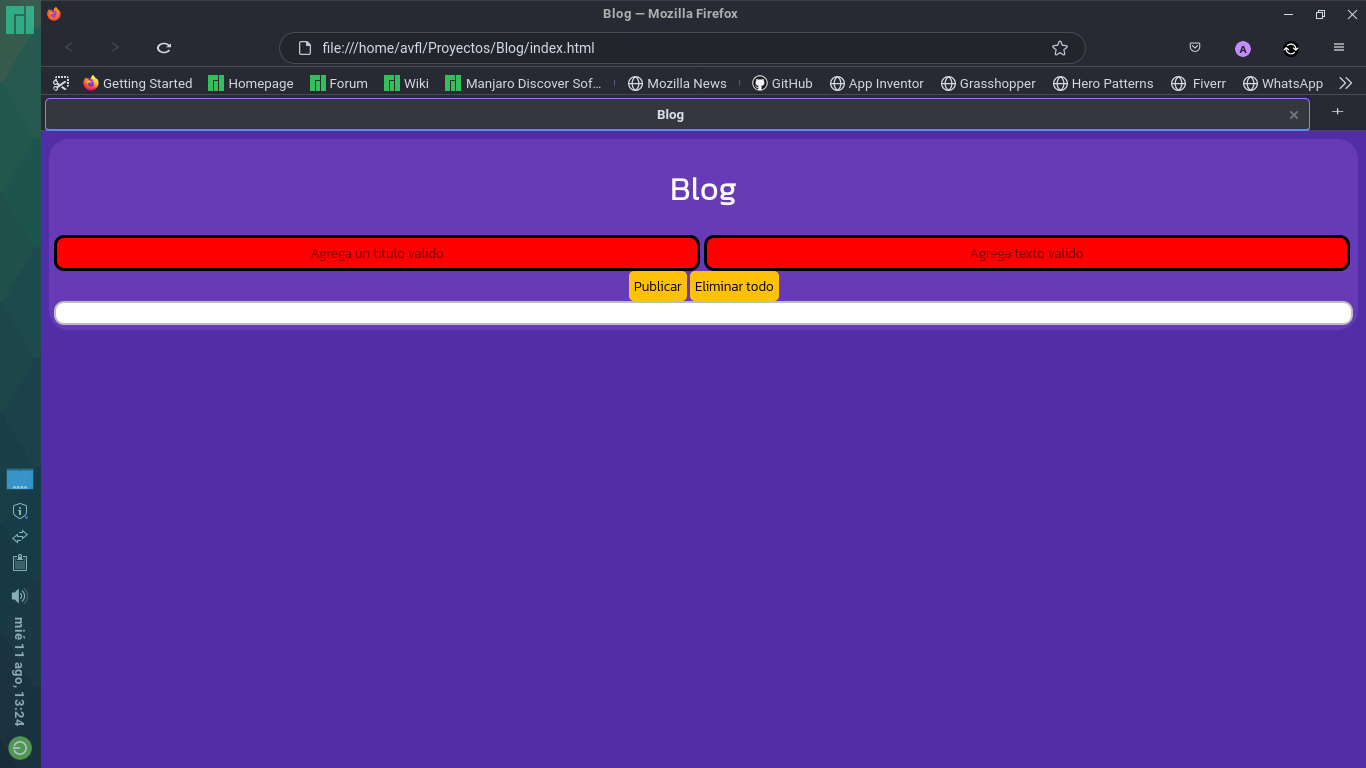 Blog — Mozilla Firefox
file:///home/avfl/Proyectos/Blog/index.html
A
Getting Started Homepage Forum Wiki Manjaro Discover Sof... Mozilla News GitHub App Inventor Grasshopper Hero Patterns Fiverr WhatsApp
Blog
Blog
Agrega un titulo valido Agrega texto valido
Publicar Eliminar todo
mié 11 ago, 13:24